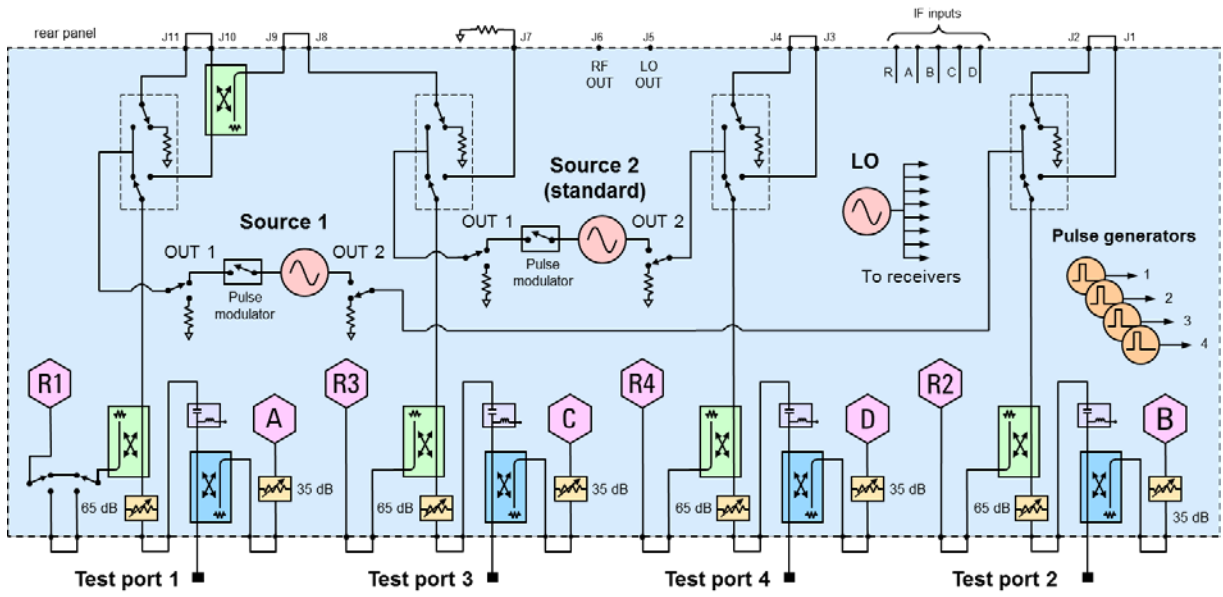 IF inputs
rear panel
J11 J10 J9 J8 J7 J6 J5 J4 J3 J2 J1
RF
OUT
LO
OUT
R A B C D
Source 2
(standard)
LO
Source 1
OUT 1
OUT 2
Pulse
modulator
OUT 1
OUT 2
Pulse
modulator
To receivers
Pulse generators
1
2
3
4
R1
A
R3
C
R4
D
R2
B
65 dB
35 dB
65 dB
35 dB
65 dB
35 dB
65 dB
35 dB
Test port 1
Test port 3
Test port 4
Test port 2